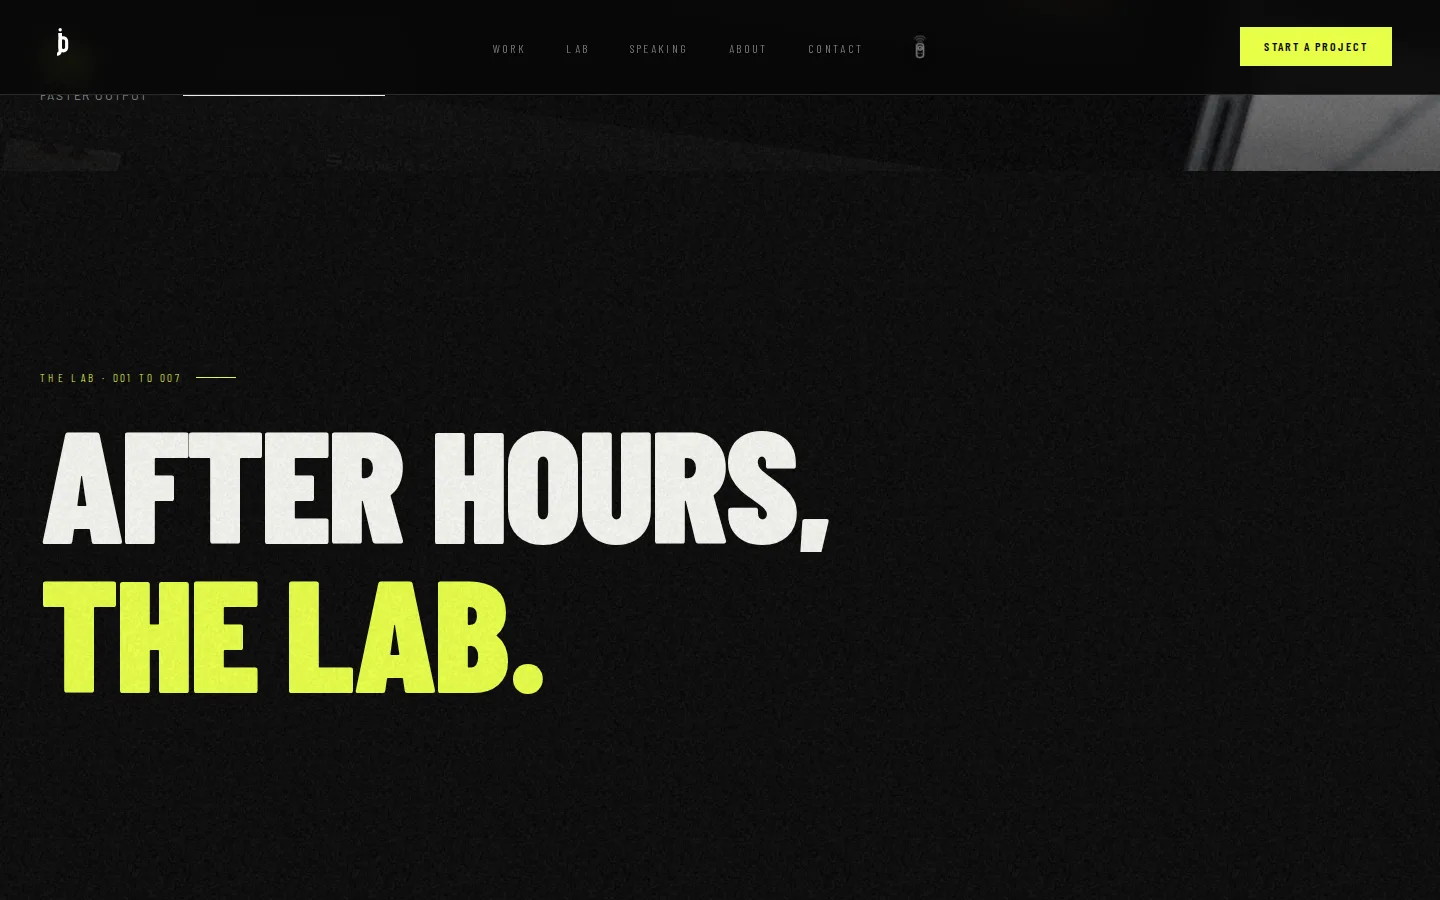 WORK
LAB
SPEAKING
ABOUT
CONTACT
START A PROJECT
FASTER OUTPUT
THE LAB - 001 TO 007
AFTER HOURS,
THE LAB.